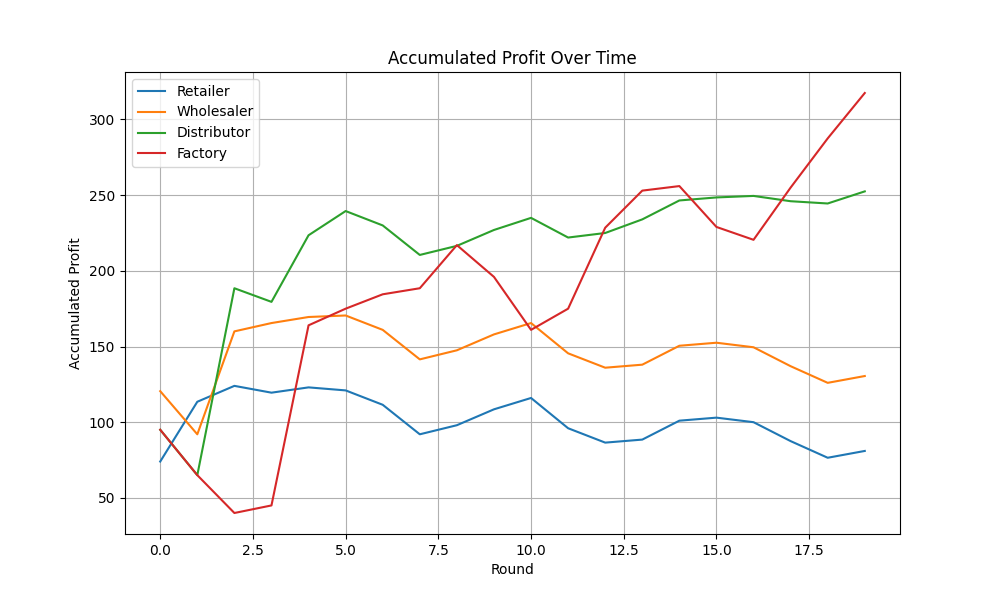 Accumulated Profit Over Time
Retailer
Wholesaler
Distributor
Factory
Accumulated Profit
300
250
200
150
100
50
0.0 2.5 5.0 7.5 10.0 12.5 15.0 17.5
Round